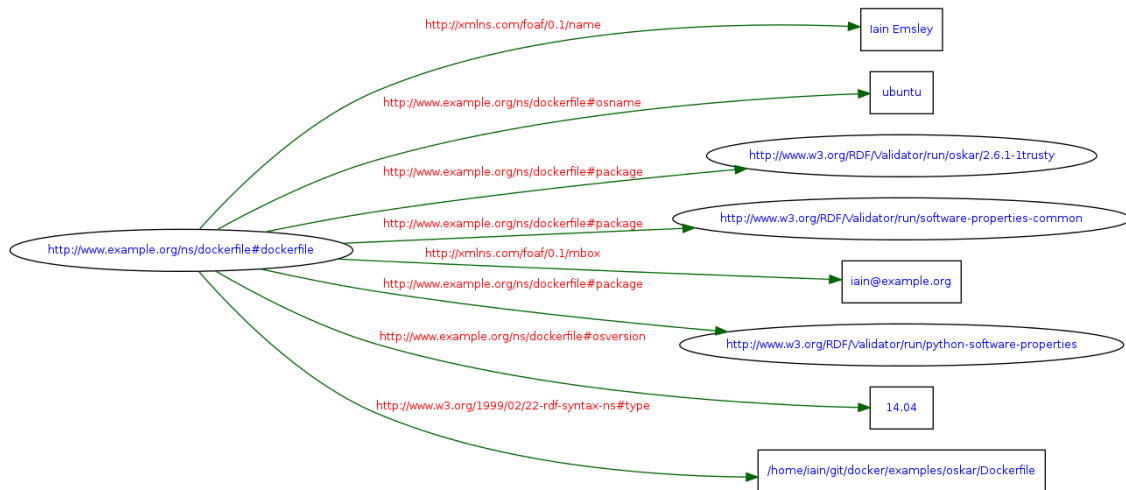 http://xmlns.com/foaf/0.1/name
Iain Emsley
http://www.example.org/ns/dockerfile#osname
ubuntu
http://www.example.org/ns/dockerfile#package
http://www.w3.org/RDF/Validator/run/oskar/2.6.1-1trusty
http://www.example.org/ns/dockerfile#package
http://www.w3.org/RDF/Validator/run/software-properties-common
http://www.example.org/ns/dockerfile#dockerfile
http://xmlns.com/foaf/0.1/mbox
iain@example.org
http://www.example.org/ns/dockerfile#package
http://www.w3.org/RDF/Validator/run/python-software-properties
http://www.example.org/ns/dockerfile#osversion
14.04
http://www.w3.org/1999/02/22-rdf-syntax-ns#type
/home/iain/git/docker/examples/oskar/Dockerfile